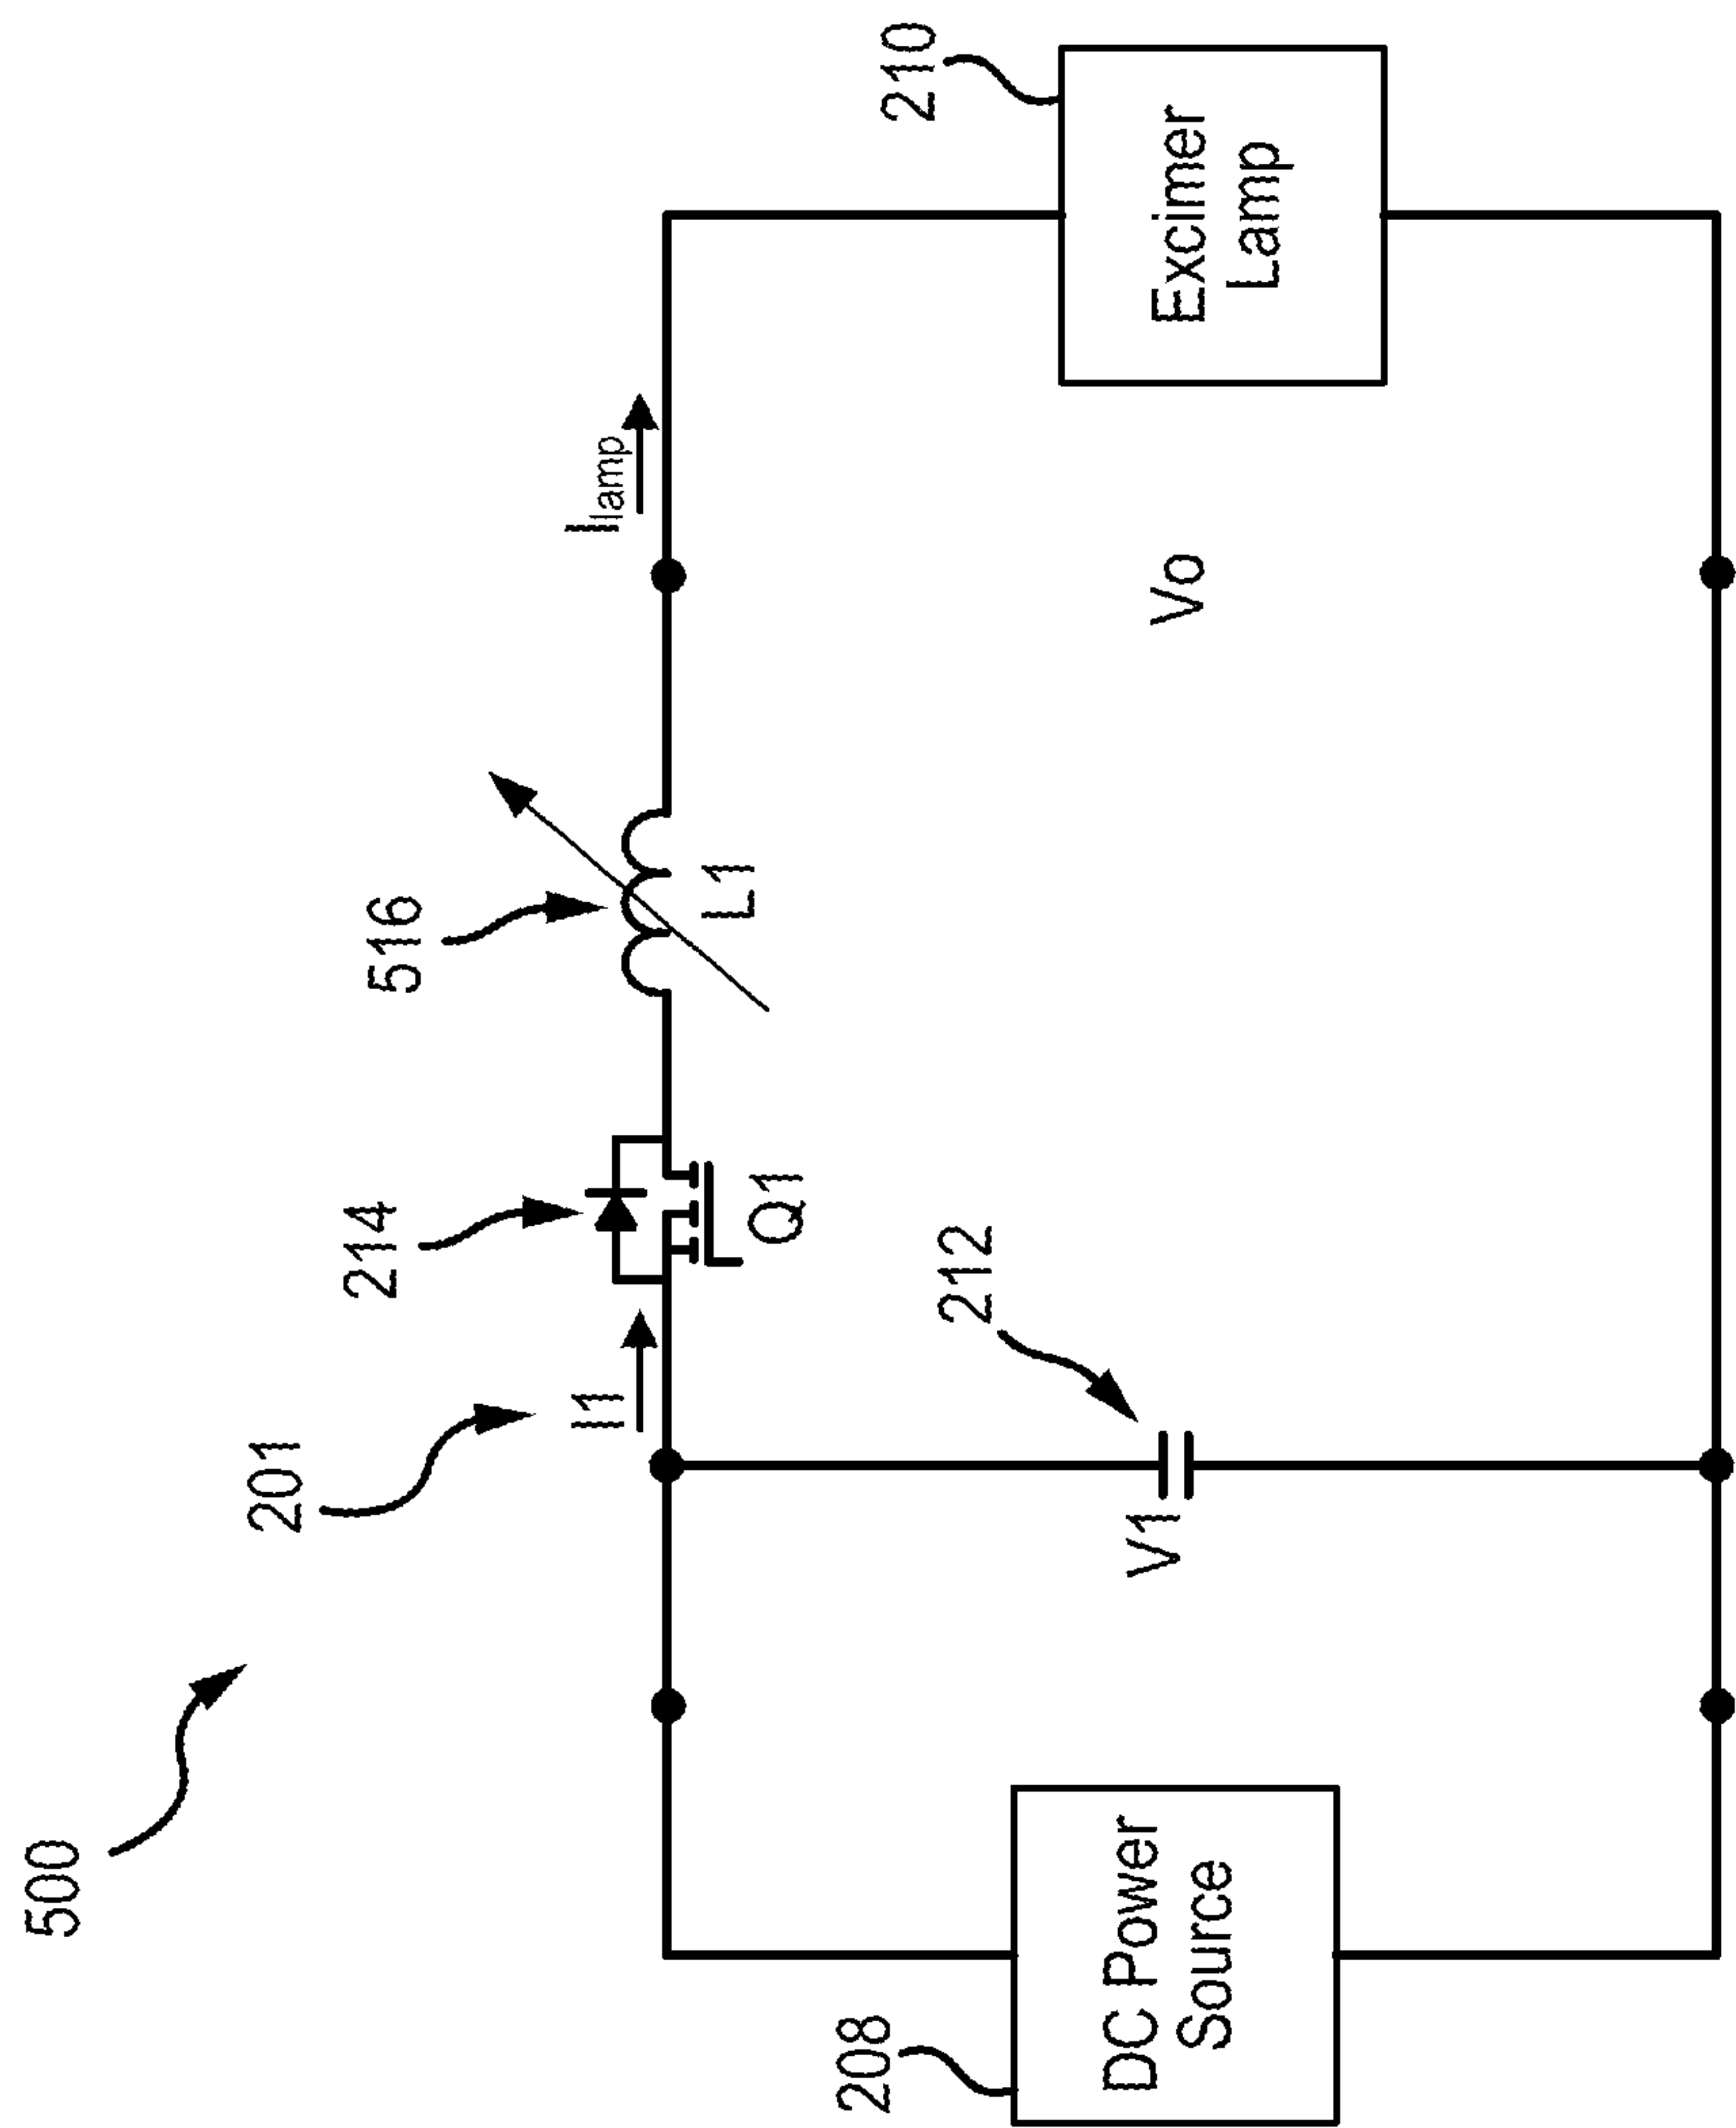 500
201
214
516
I1
Ilamp
Q1
L1
208
212
210
DC Power
Source
V1
Vo
Excimer
Lamp